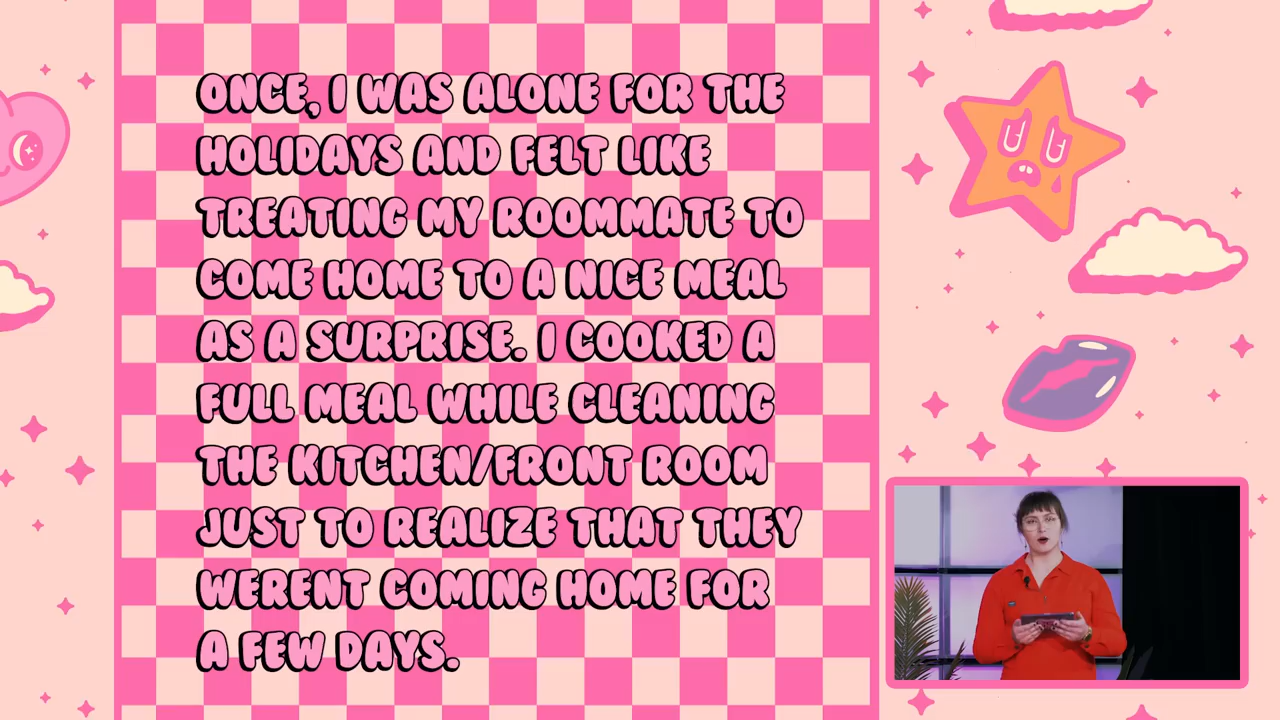 ONCE, I WAS ALONE FOR THE
HOLIDAYS AND FELT LIKE
TREATING MY ROOMMATE TO
COME HOME TO A NICE MEAL
AS A SURPRISE. I COOKED A
FULL MEAL WHILE CLEANING
THE KITCHEN/FRONT ROOM
JUST TO REALIZE THAT THEY
WERENT COMING HOME FOR
A FEW DAYS.